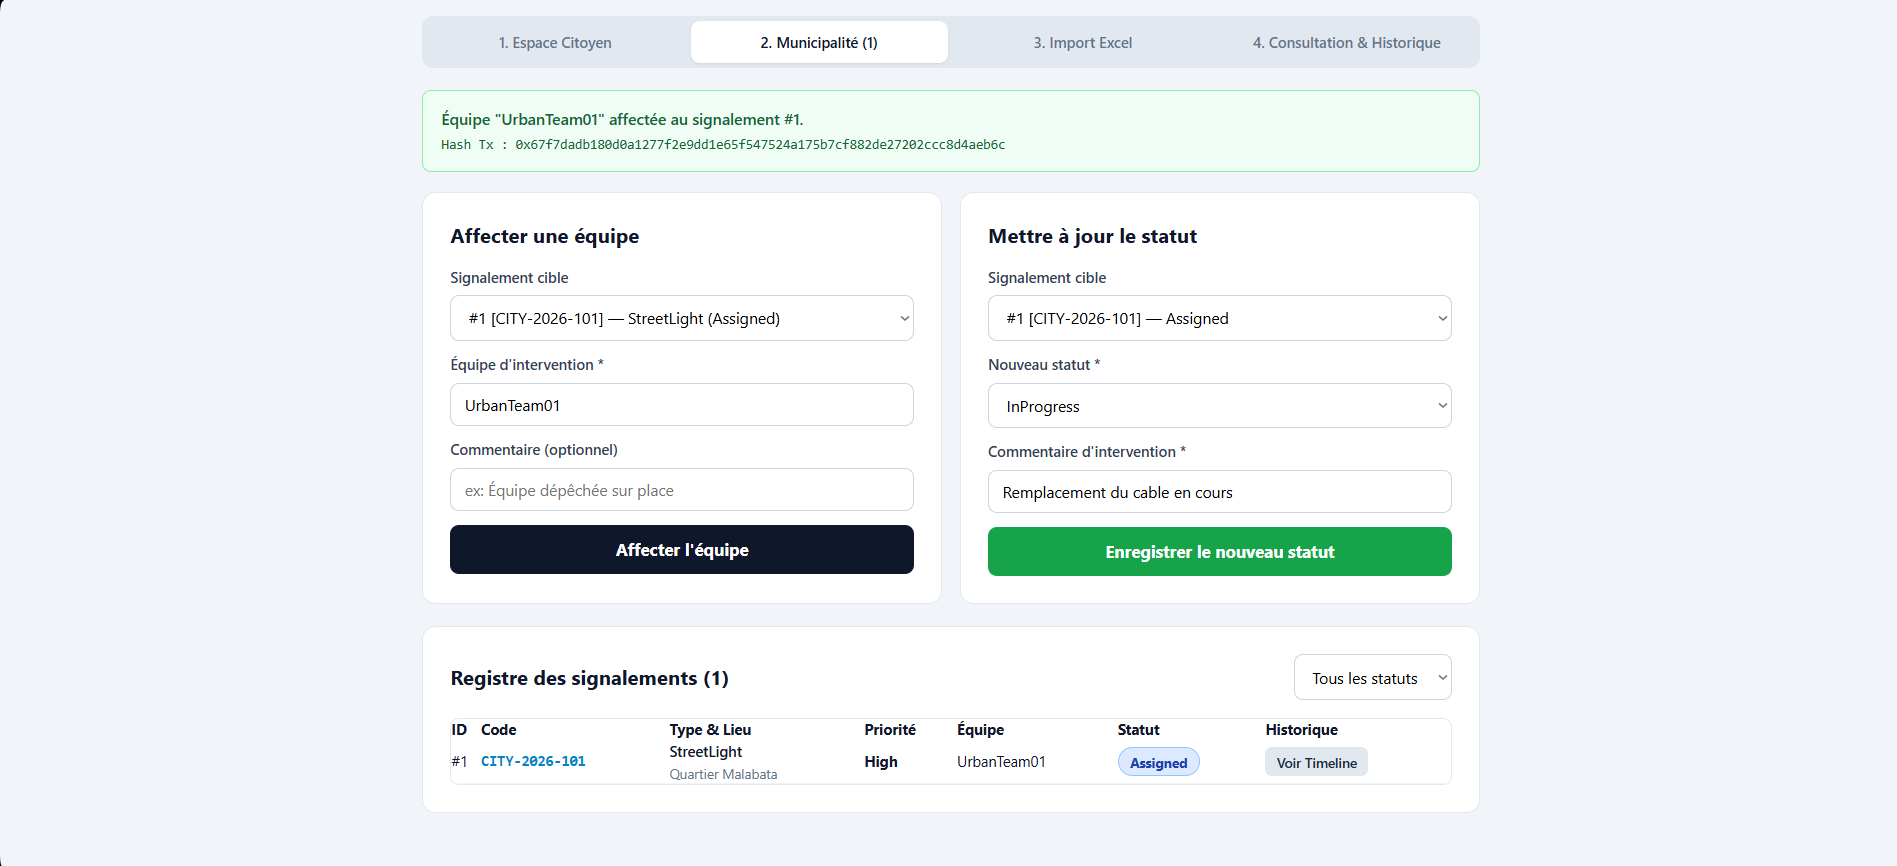 1. Espace Citoyen
2. Municipalité (1)
3. Import Excel
4. Consultation & Historique
Équipe "UrbanTeam01" affectée au signalement #1.
Hash Tx : 0x67f7dadb180d0a1277f2e9dd1e65f547524a175b7cf882de27202ccc8d4aeb6c
Affecter une équipe
Signalement cible
#1 [CITY-2026-101] — StreetLight (Assigned)
Équipe d'intervention *
UrbanTeam01
Commentaire (optionnel)
ex: Équipe dépêchée sur place
Affecter l'équipe
Mettre à jour le statut
Signalement cible
#1 [CITY-2026-101] — Assigned
Nouveau statut *
InProgress
Commentaire d'intervention *
Remplacement du cable en cours
Enregistrer le nouveau statut
Registre des signalements (1)
Tous les statuts
ID Code Type & Lieu Priorité Équipe Statut Historique
#1 CITY-2026-101 StreetLight High UrbanTeam01 Assigned Voir Timeline
Quartier Malabata